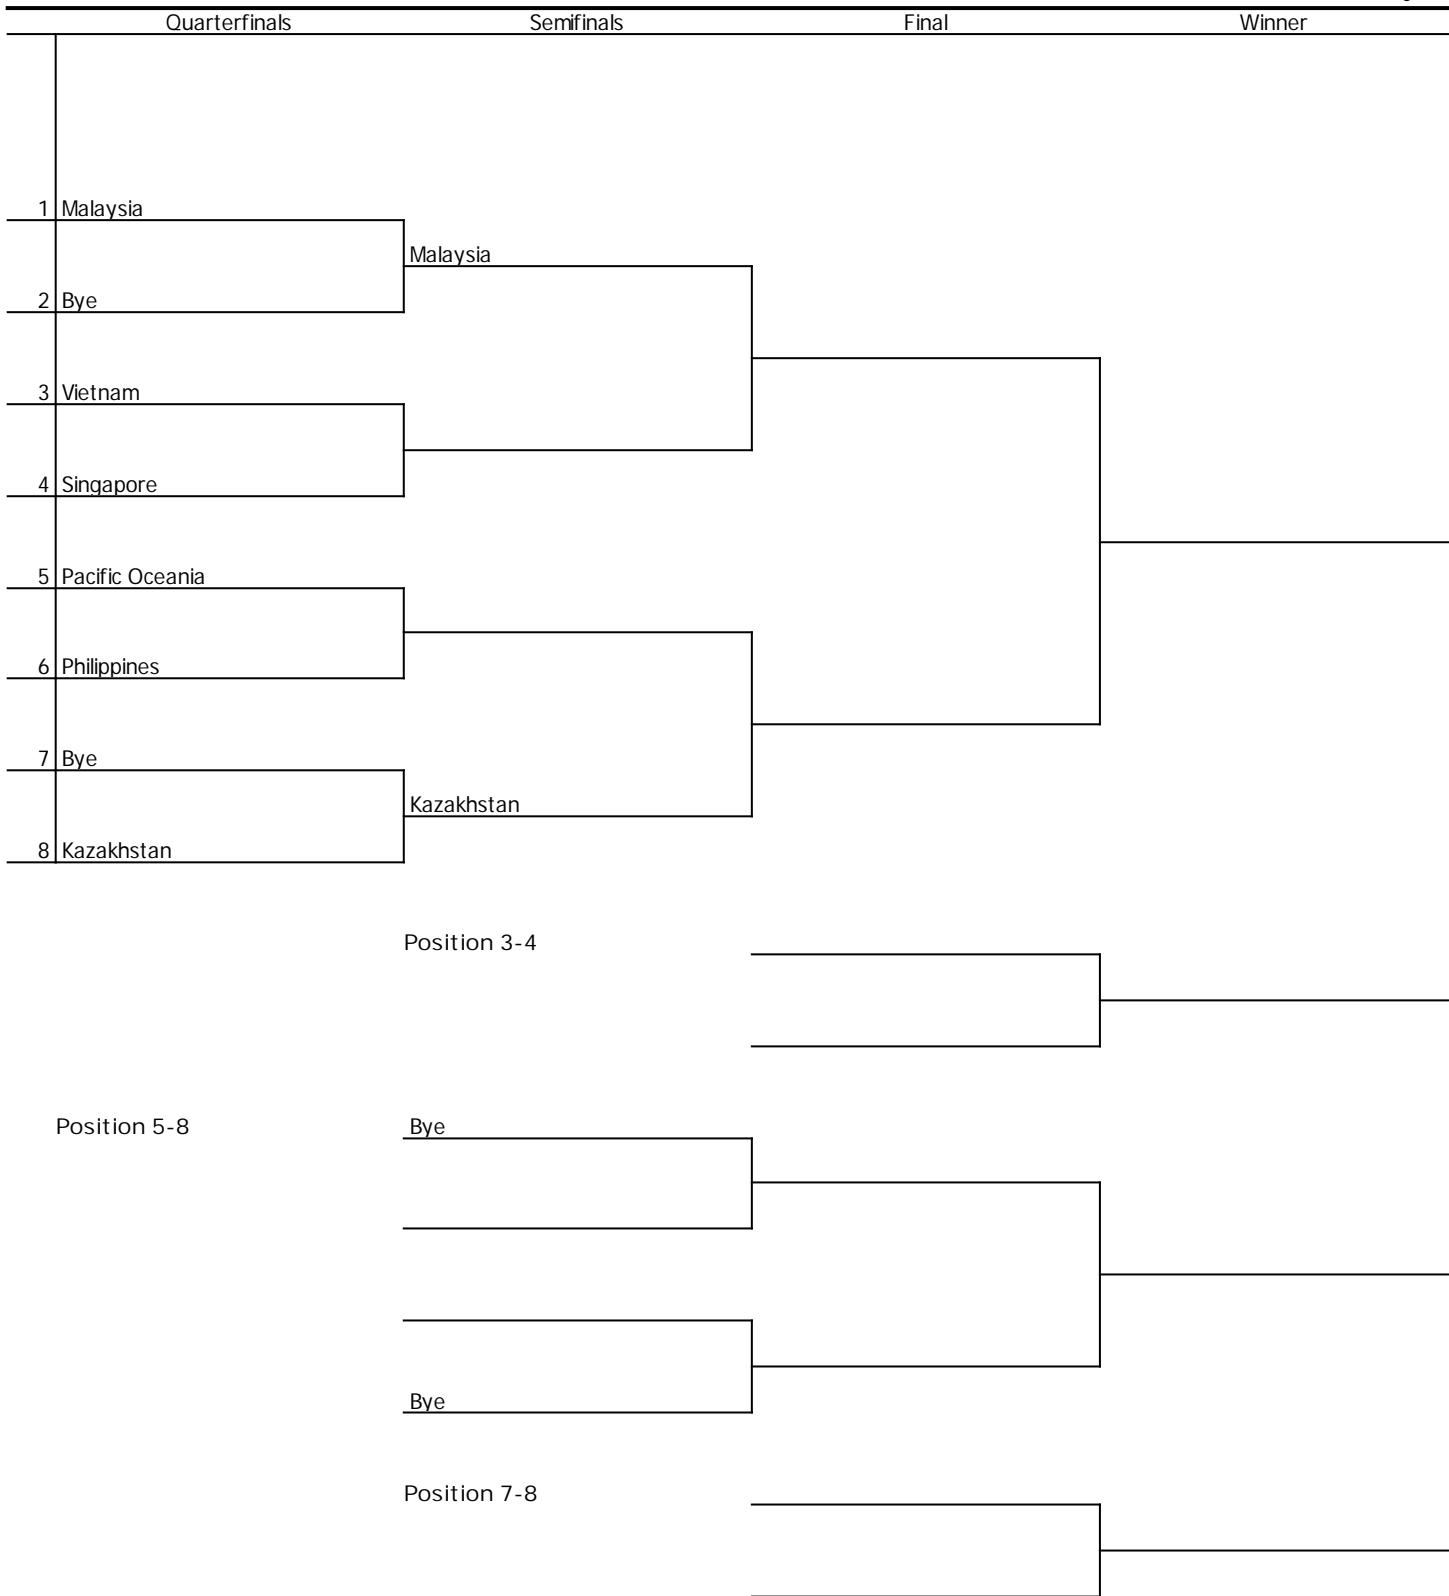 Quarterfinals Semifinals Final Winner
1 Malaysia
Malaysia
2 Bye
3 Vietnam
4 Singapore
5 Pacific Oceania
6 Philippines
7 Bye
Kazakhstan
8 Kazakhstan
Position 3-4
Position 5-8 Bye
Bye
Position 7-8